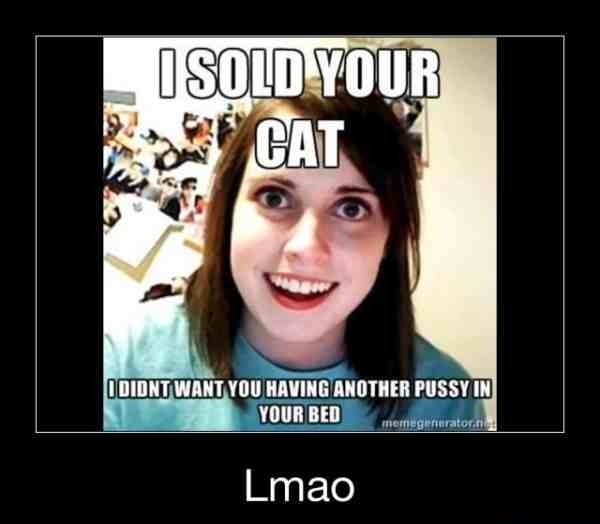 I SOLD YOUR
CAT
I DIDNT WANT YOU HAVING ANOTHER PUSSY IN
YOUR BED
memegenerator.net
Lmao